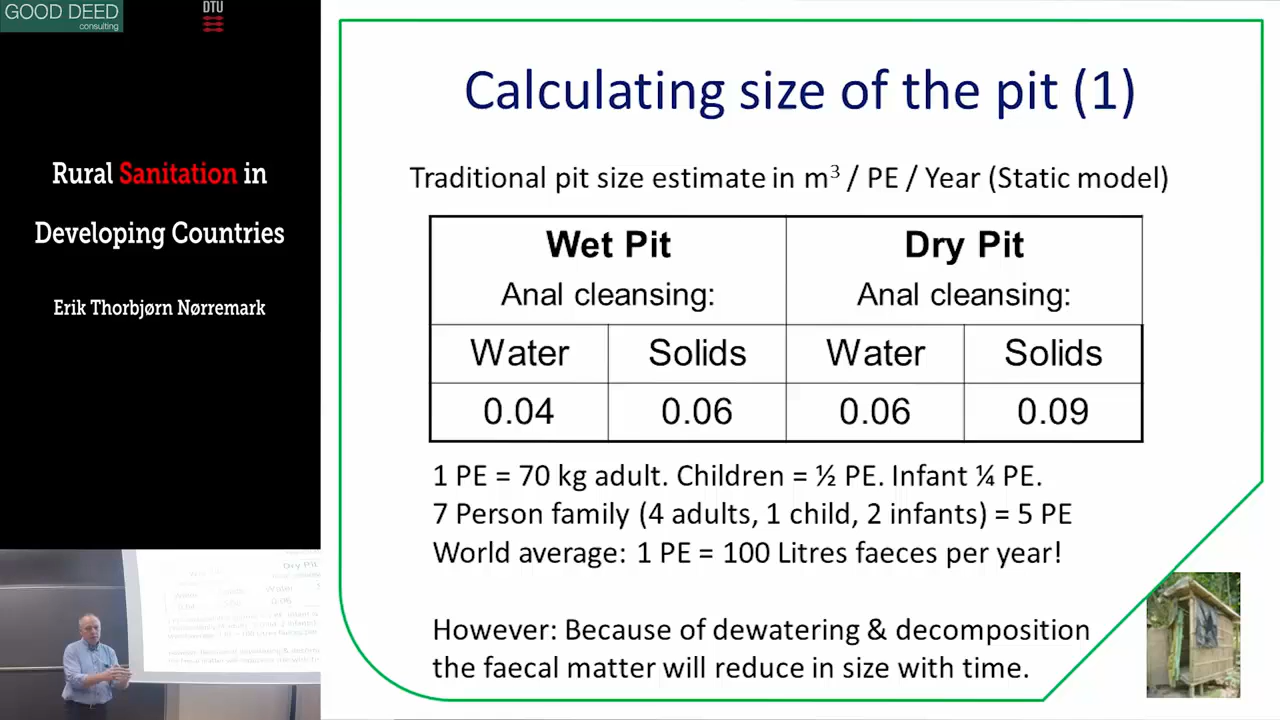 GOOD DEED
consulting
DTU
Rural Sanitation in
Developing Countries
Erik Thorbjørn Nørremark
Calculating size of the pit (1)
Traditional pit size estimate in m³ / PE / Year (Static model)
Wet Pit Dry Pit
Anal cleansing: Anal cleansing:
Water Solids Water Solids
0.04 0.06 0.06 0.09
1 PE = 70 kg adult. Children = ½ PE. Infant ¼ PE.
7 Person family (4 adults, 1 child, 2 infants) = 5 PE
World average: 1 PE = 100 Litres faeces per year!
However: Because of dewatering & decomposition
the faecal matter will reduce in size with time.
Dry Pit
Water
0.06